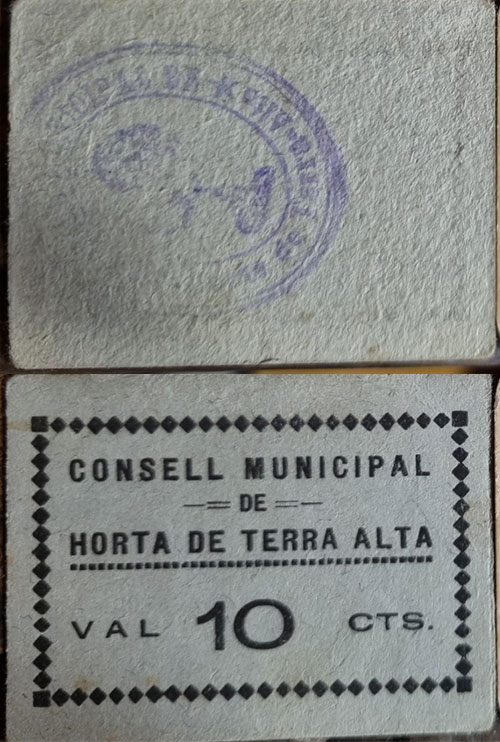 CONSELL MUNICIPAL
DE
HORTA DE TERRA ALTA
VAL 10 CTS.